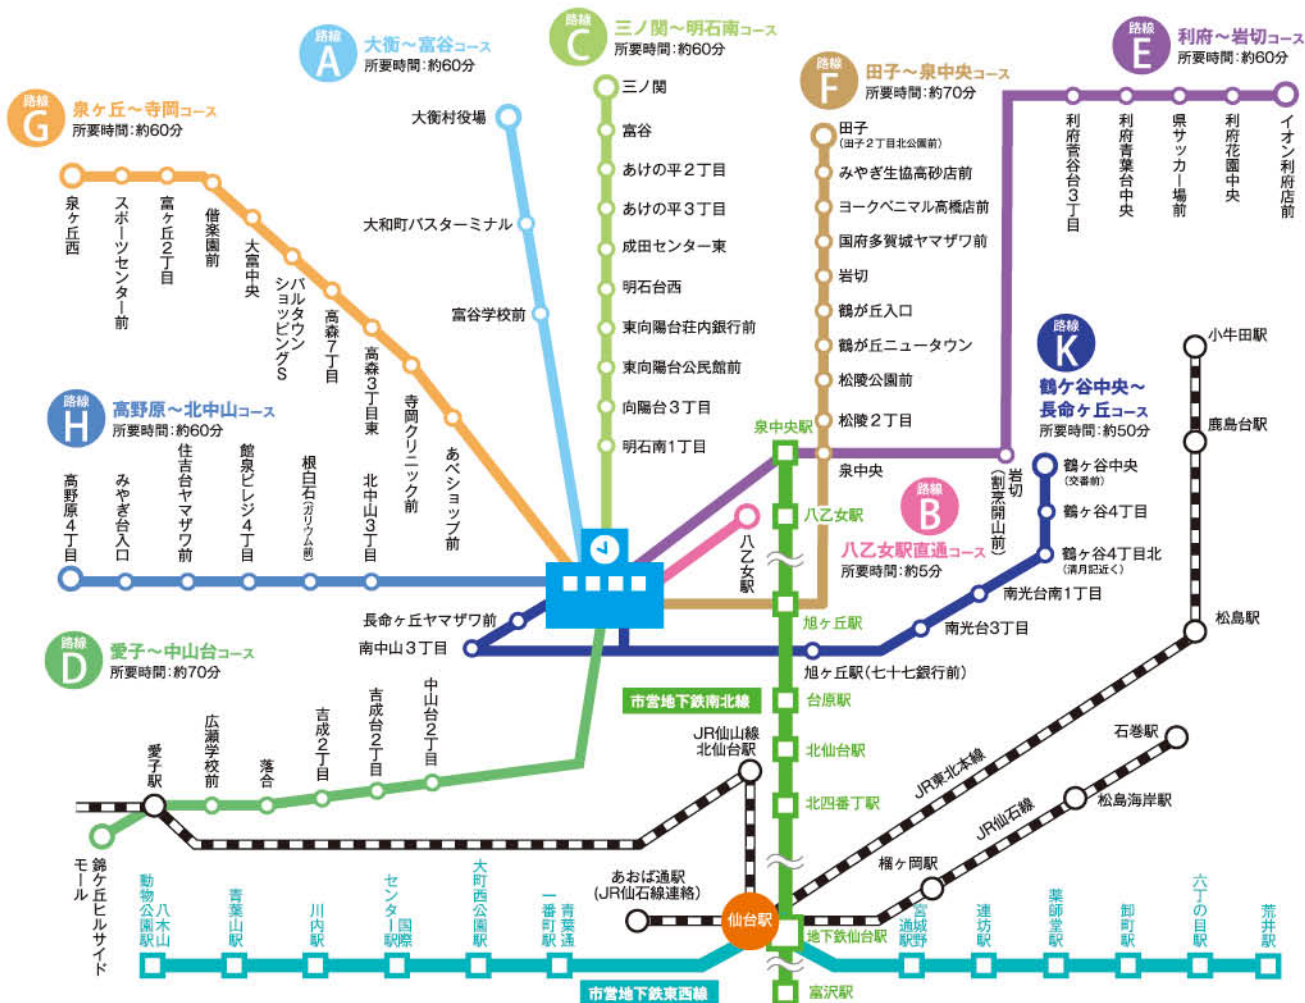 路線
A
大衡～富谷コース
所要時間：約60分
大衡村役場
大和町バスターミナル
富谷学校前
路線
C
三ノ関～明石南コース
所要時間：約60分
三ノ関
富谷
あけの平2丁目
あけの平3丁目
成田センター東
明石台西
東向陽台荘内銀行前
東向陽台公民館前
向陽台3丁目
明石南1丁目
路線
F
田子～泉中央コース
所要時間：約70分
田子
(田子2丁目北公園前)
みやぎ生協高砂店前
ヨークベニマル高橋店前
国府多賀城ヤマザワ前
岩切
鶴が丘入口
鶴が丘ニュータウン
松陵公園前
松陵2丁目
泉中央
路線
E
利府～岩切コース
所要時間：約60分
イオン利府店前
利府花園中央
県サッカー場前
利府青葉台中央
利府菅谷台3丁目
岩切
(割烹開山前)
路線
G
泉ヶ丘～寺岡コース
所要時間：約60分
泉ヶ丘西
スポーツセンター前
富ヶ丘2丁目
偕楽園前
大富中央
パルタウン
ショッピングS
高森7丁目
高森3丁目東
寺岡クリニック前
あべショップ前
路線
H
高野原～北中山コース
所要時間：約60分
高野原4丁目
みやぎ台入口
住吉台ヤマザワ前
館泉ビレジ4丁目
根白石(ガリウム前)
北中山3丁目
路線
K
鶴ケ谷中央～
長命ヶ丘コース
所要時間：約50分
鶴ヶ谷中央
(交番前)
鶴ヶ谷4丁目
鶴ヶ谷4丁目北
(清月記近く)
南光台南1丁目
南光台3丁目
旭ヶ丘駅(七十七銀行前)
南中山3丁目
長命ヶ丘ヤマザワ前
路線
B
八乙女駅直通コース
所要時間：約5分
八乙女駅
路線
D
愛子～中山台コース
所要時間：約70分
錦ケ丘ヒルサイド
モール
愛子駅
広瀬学校前
落合
吉成2丁目
吉成台2丁目
中山台2丁目
市営地下鉄南北線
泉中央駅
八乙女駅
旭ヶ丘駅
台原駅
北仙台駅
北四番丁駅
地下鉄仙台駅
富沢駅
JR仙山線
北仙台駅
あおば通駅
(JR仙石線連絡)
仙台駅
JR東北本線
小牛田駅
鹿島台駅
松島駅
JR仙石線
石巻駅
松島海岸駅
榴ヶ岡駅
市営地下鉄東西線
八木山
動物公園駅
青葉山駅
川内駅
国際
センター駅
大町西公園駅
青葉通
一番町駅
宮城野
通駅
連坊駅
薬師堂駅
卸町駅
六丁の目駅
荒井駅